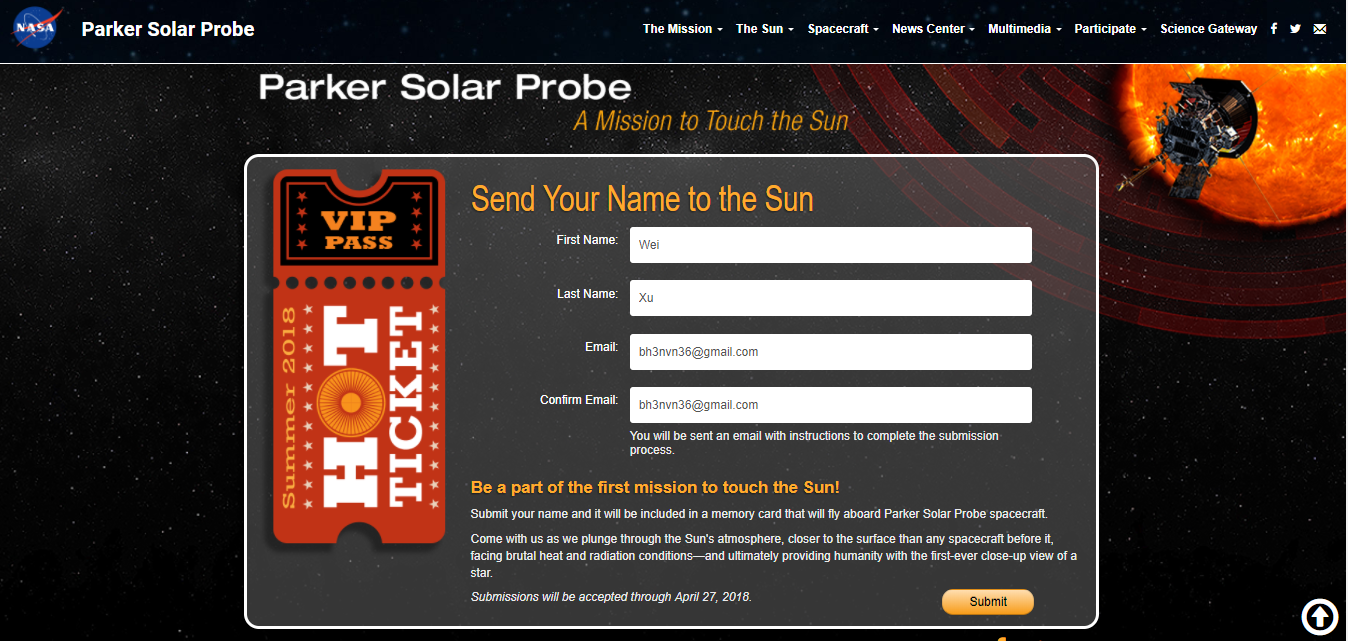 NASA
Parker Solar Probe
The Mission
The Sun
Spacecraft
News Center
Multimedia
Participate
Science Gateway
Parker Solar Probe
A Mission to Touch the Sun
VIP
PASS
Summer 2018
HOT
TICKET
Send Your Name to the Sun
First Name: Wei
Last Name: Xu
Email: bh3nvn36@gmail.com
Confirm Email: bh3nvn36@gmail.com
You will be sent an email with instructions to complete the submission
process.
Be a part of the first mission to touch the Sun!
Submit your name and it will be included in a memory card that will fly aboard Parker Solar Probe spacecraft.
Come with us as we plunge through the Sun's atmosphere, closer to the surface than any spacecraft before it,
facing brutal heat and radiation conditions—and ultimately providing humanity with the first-ever close-up view of a
star.
Submissions will be accepted through April 27, 2018.
Submit